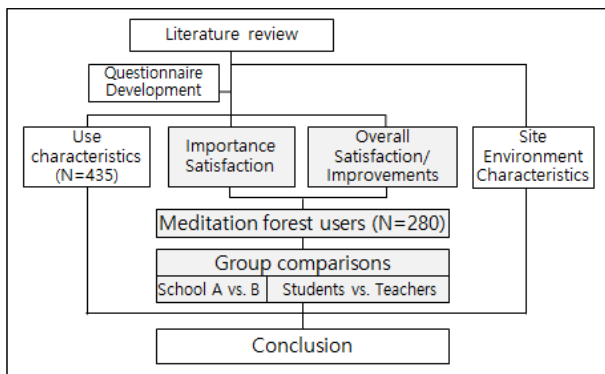 Literature review
Questionnaire
Development
Use
characteristics
(N=435)
Importance
Satisfaction
Overall
Satisfaction/
Improvements
Site
Environment
Characteristics
Meditation forest users (N=280)
Group comparisons
School A vs. B
Students vs. Teachers
Conclusion